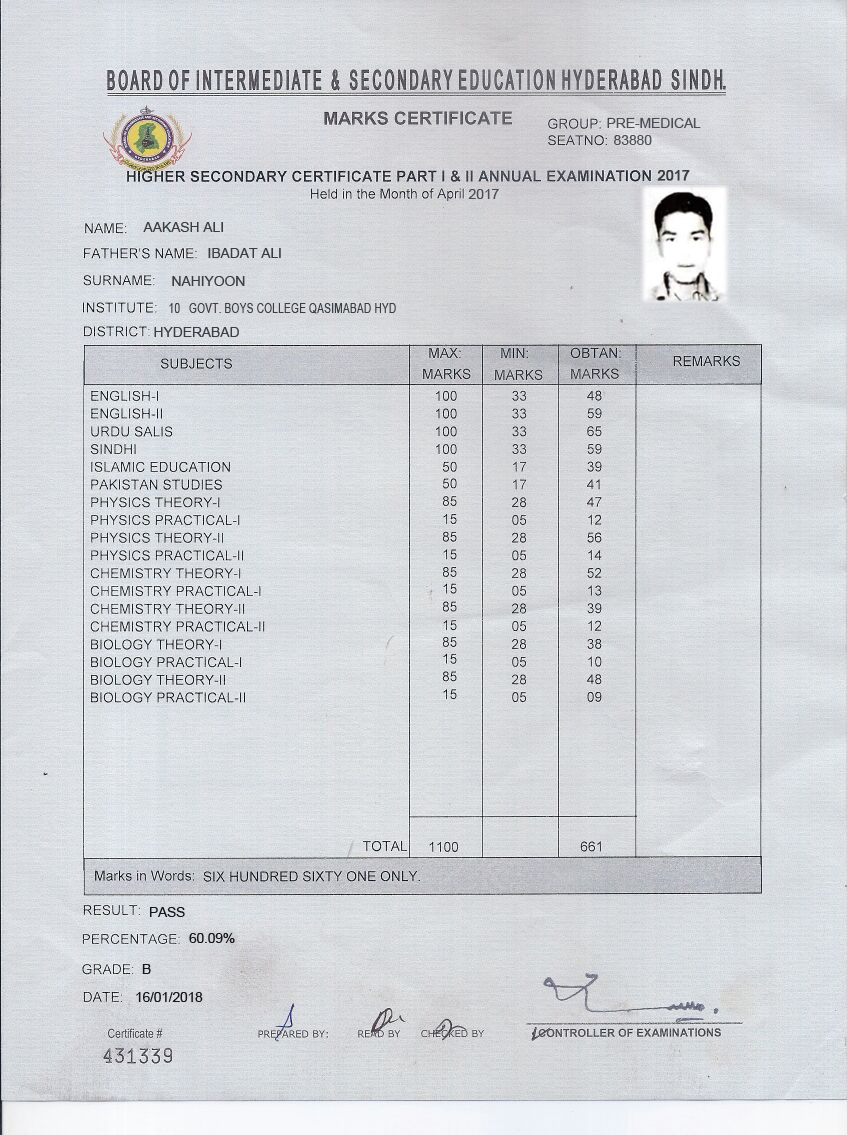 BOARD OF INTERMEDIATE & SECONDARY EDUCATION HYDERABAD SINDH.
MARKS CERTIFICATE
GROUP: PRE-MEDICAL
SEATNO: 83880
HIGHER SECONDARY CERTIFICATE PART I & II ANNUAL EXAMINATION 2017
Held in the Month of April 2017
NAME: AAKASH ALI
FATHER'S NAME: IBADAT ALI
SURNAME: NAHIYOON
INSTITUTE: 10 GOVT. BOYS COLLEGE QASIMABAD HYD
DISTRICT: HYDERABAD
SUBJECTS MAX: MARKS MIN: MARKS OBTAN: MARKS REMARKS
ENGLISH-I 100 33 48
ENGLISH-II 100 33 59
URDU SALIS 100 33 65
SINDHI 100 33 59
ISLAMIC EDUCATION 50 17 39
PAKISTAN STUDIES 50 17 41
PHYSICS THEORY-I 85 28 47
PHYSICS PRACTICAL-I 15 05 12
PHYSICS THEORY-II 85 28 56
PHYSICS PRACTICAL-II 15 05 14
CHEMISTRY THEORY-I 85 28 52
CHEMISTRY PRACTICAL-I 15 05 13
CHEMISTRY THEORY-II 85 28 39
CHEMISTRY PRACTICAL-II 15 05 12
BIOLOGY THEORY-I 85 28 38
BIOLOGY PRACTICAL-I 15 05 10
BIOLOGY THEORY-II 85 28 48
BIOLOGY PRACTICAL-II 15 05 09
TOTAL 1100 661
Marks in Words: SIX HUNDRED SIXTY ONE ONLY.
RESULT: PASS
PERCENTAGE: 60.09%
GRADE: B
DATE: 16/01/2018
Certificate # PREPARED BY: READ BY CHECKED BY CONTROLLER OF EXAMINATIONS
431339